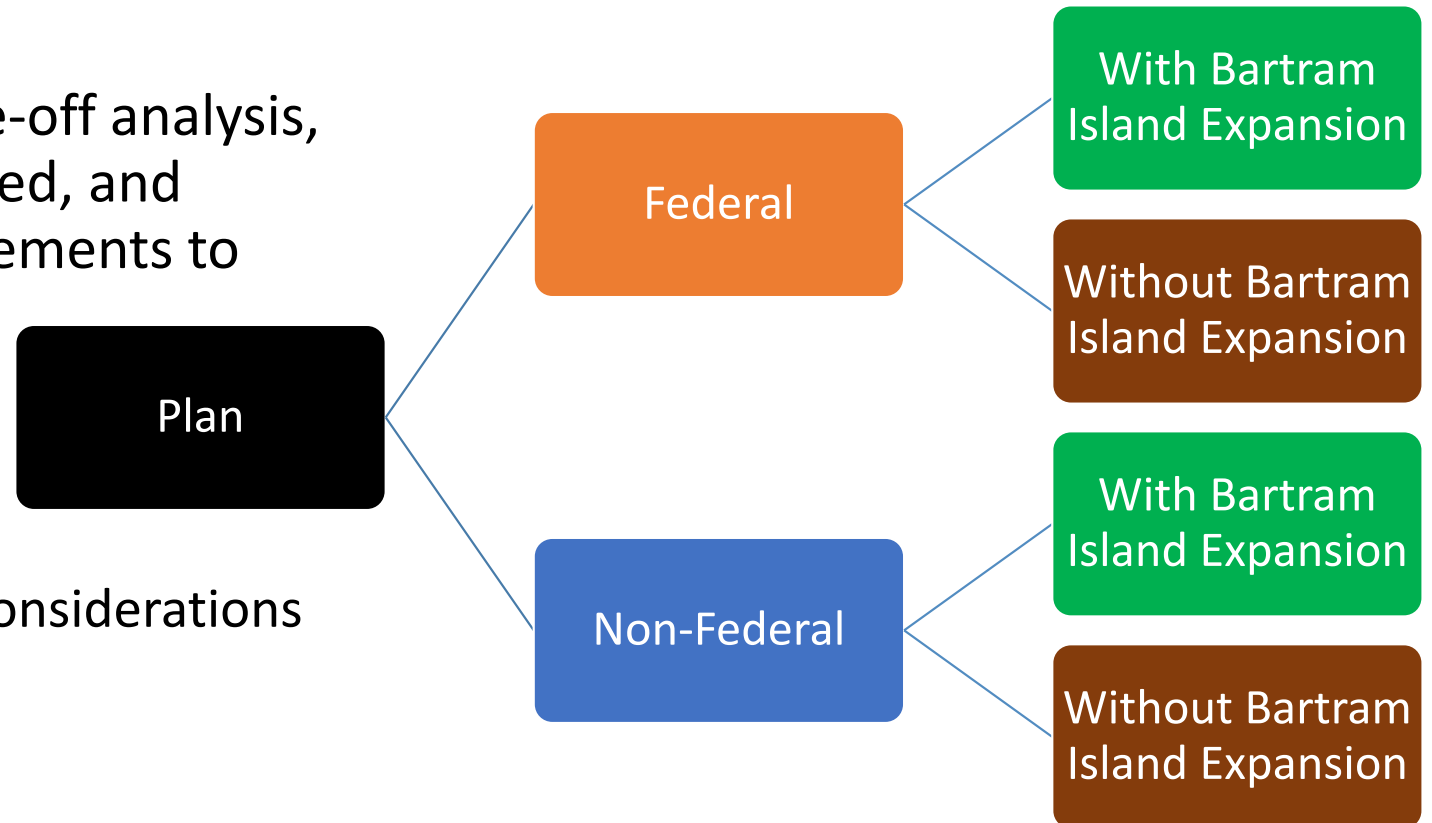 e-off analysis,
ed, and
ements to
onsiderations
Plan
Federal
Non-Federal
With Bartram
Island Expansion
Without Bartram
Island Expansion
With Bartram
Island Expansion
Without Bartram
Island Expansion